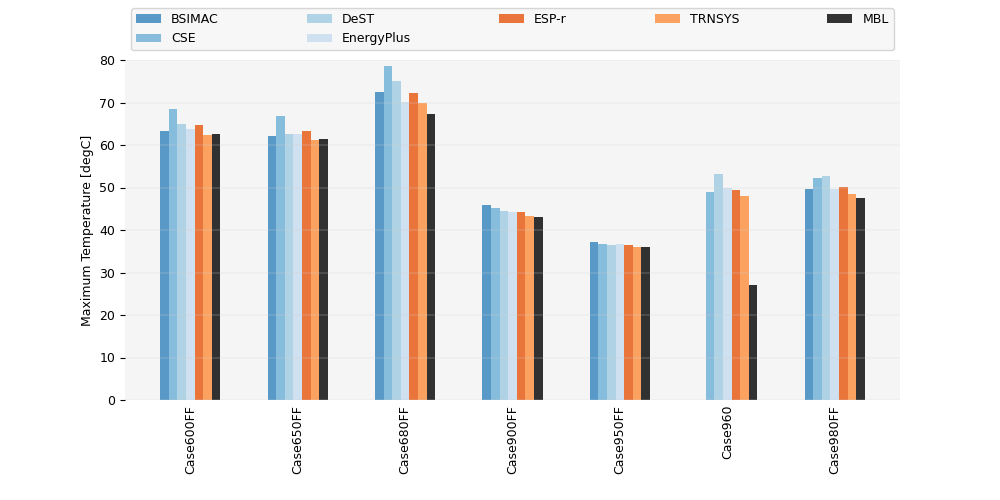 BSIMAC DeST ESP-r TRNSYS MBL
CSE EnergyPlus
Maximum Temperature [degC]
80
70
60
50
40
30
20
10
0
Case600FF Case650FF Case680FF Case900FF Case950FF Case960 Case980FF